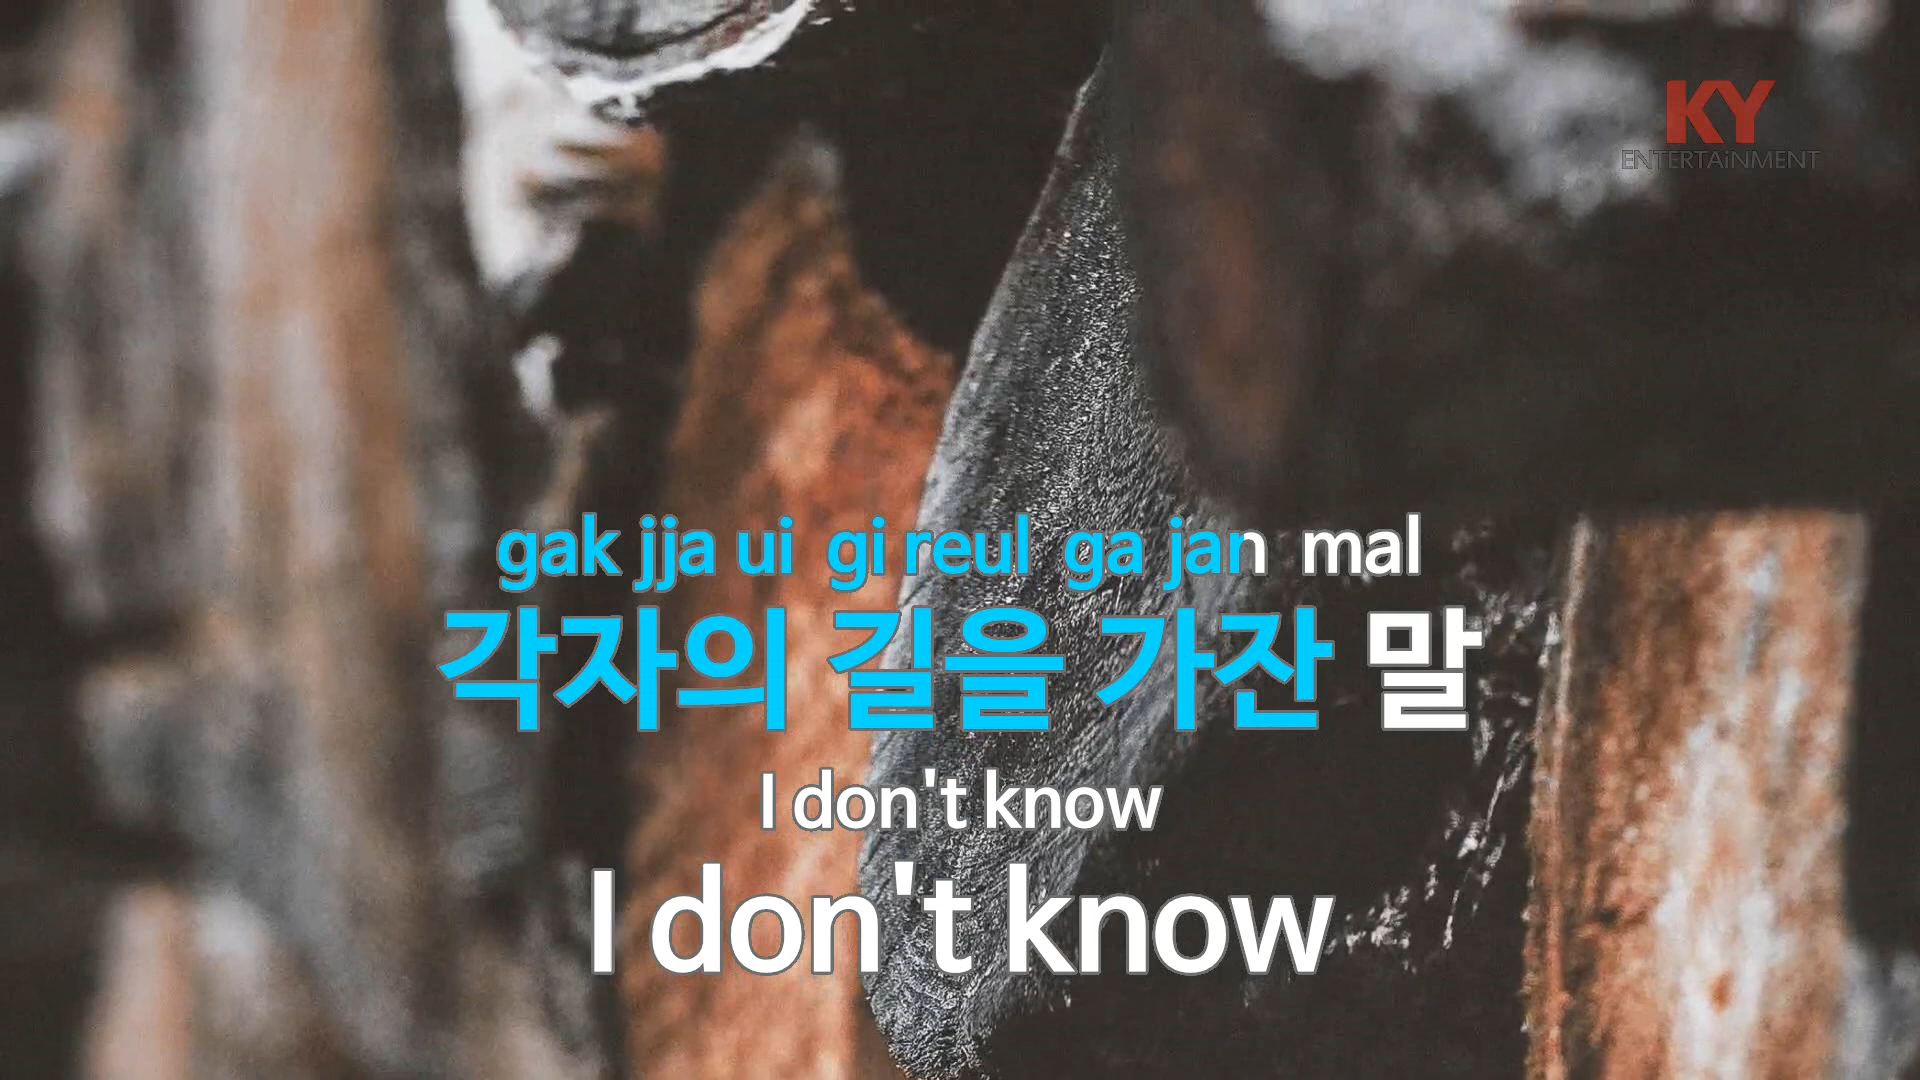 KY
ENTERTAiNMENT
gak jja ui gi reul ga jan mal
각자의 길을 가잔 말
I don't know
I don't know